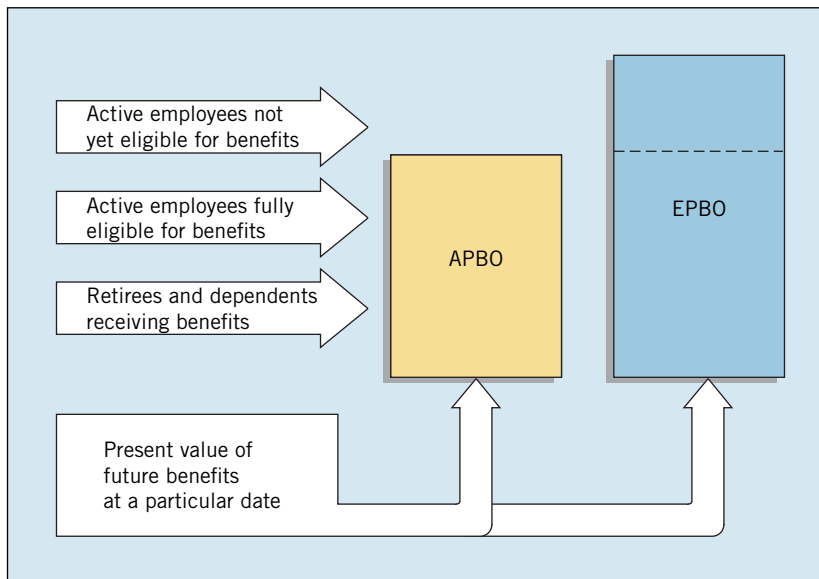 Active employees not
yet eligible for benefits
Active employees fully
eligible for benefits
Retirees and dependents
receiving benefits
APBO
EPBO
Present value of
future benefits
at a particular date